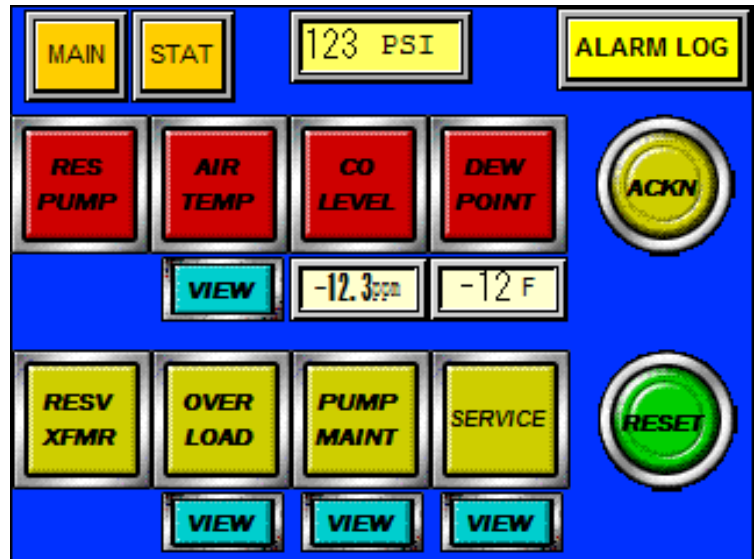 MAIN
STAT
123 PSI
ALARM LOG
RES
PUMP
AIR
TEMP
CO
LEVEL
DEW
POINT
ACKN
VIEW
-12.3ppm
-12 F
RESV
XFMR
OVER
LOAD
PUMP
MAINT
SERVICE
RESET
VIEW
VIEW
VIEW